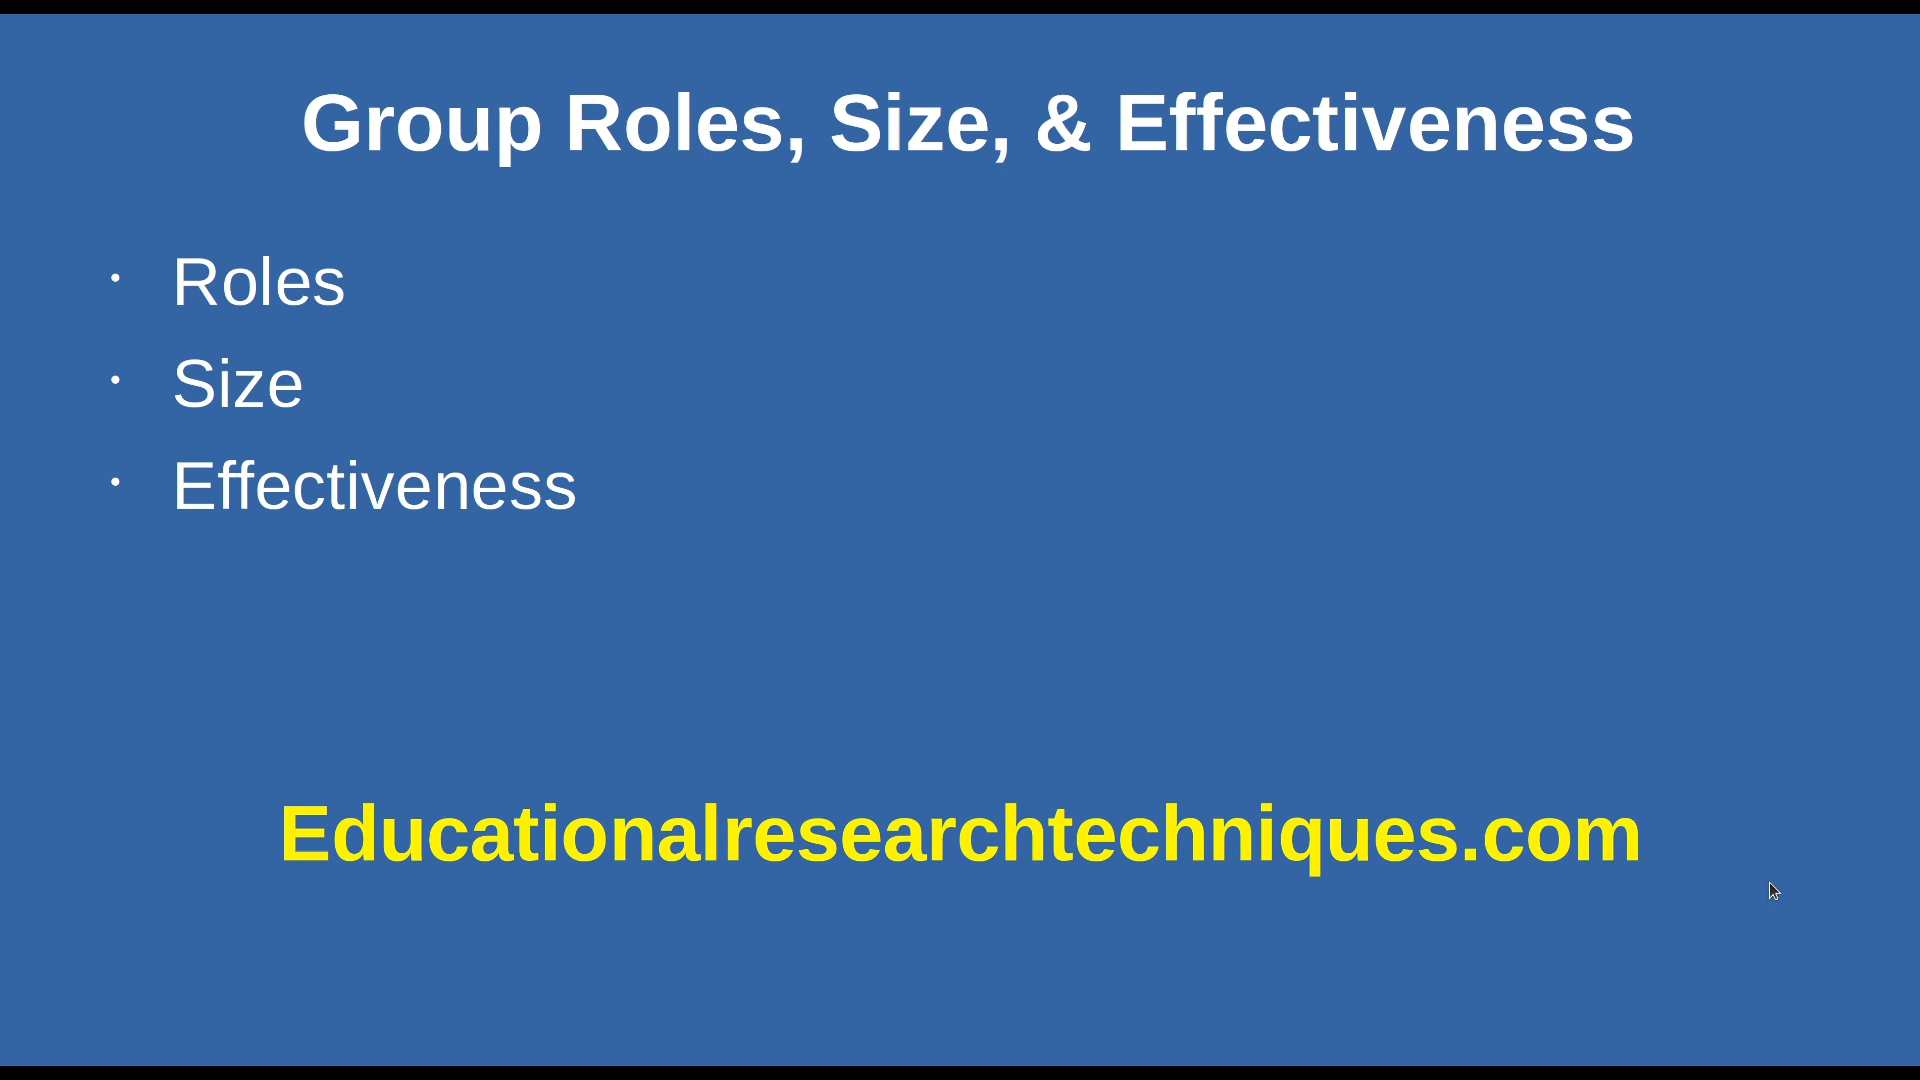 Group Roles, Size, & Effectiveness
• Roles
• Size
• Effectiveness
Educationalresearchtechniques.com